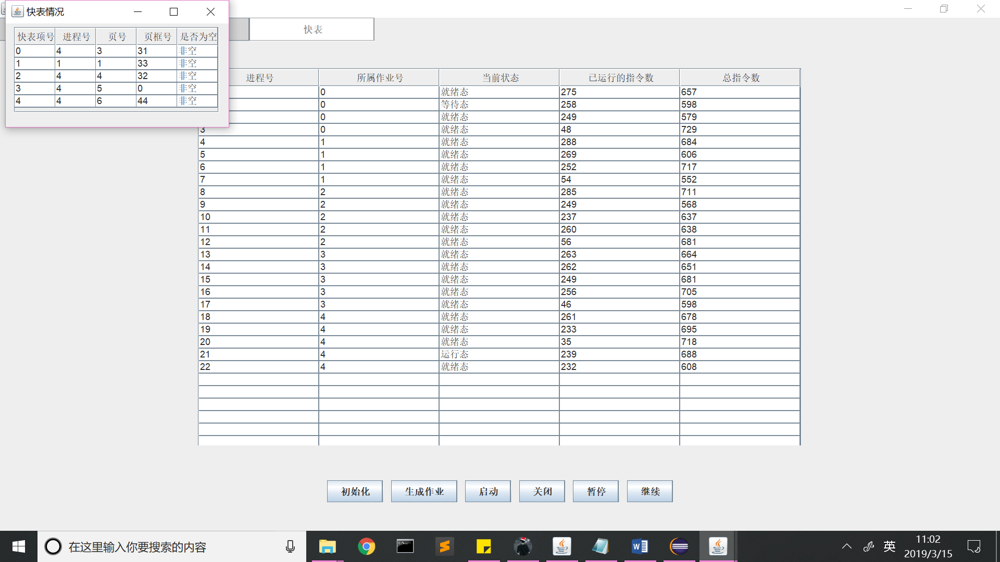 快表情况
快表项号 进程号 页号 页框号 是否为空
0 4 3 31 非空
1 1 1 33 非空
2 4 4 32 非空
3 4 5 0 非空
4 4 6 44 非空
快表
进程号 所属作业号 当前状态 已运行的指令数 总指令数
0 就绪态 275 657
0 等待态 258 598
0 就绪态 249 579
3 0 就绪态 48 729
4 1 就绪态 288 684
5 1 就绪态 269 606
6 1 就绪态 252 717
7 1 就绪态 54 552
8 2 就绪态 285 711
9 2 就绪态 249 568
10 2 就绪态 237 637
11 2 就绪态 260 638
12 2 就绪态 56 681
13 3 就绪态 263 664
14 3 就绪态 262 651
15 3 就绪态 249 681
16 3 就绪态 256 705
17 3 就绪态 46 598
18 4 就绪态 261 678
19 4 就绪态 233 695
20 4 就绪态 35 718
21 4 运行态 239 688
22 4 就绪态 232 608
初始化 生成作业 启动 关闭 暂停 继续
在这里输入你要搜索的内容
英
11:02
2019/3/15